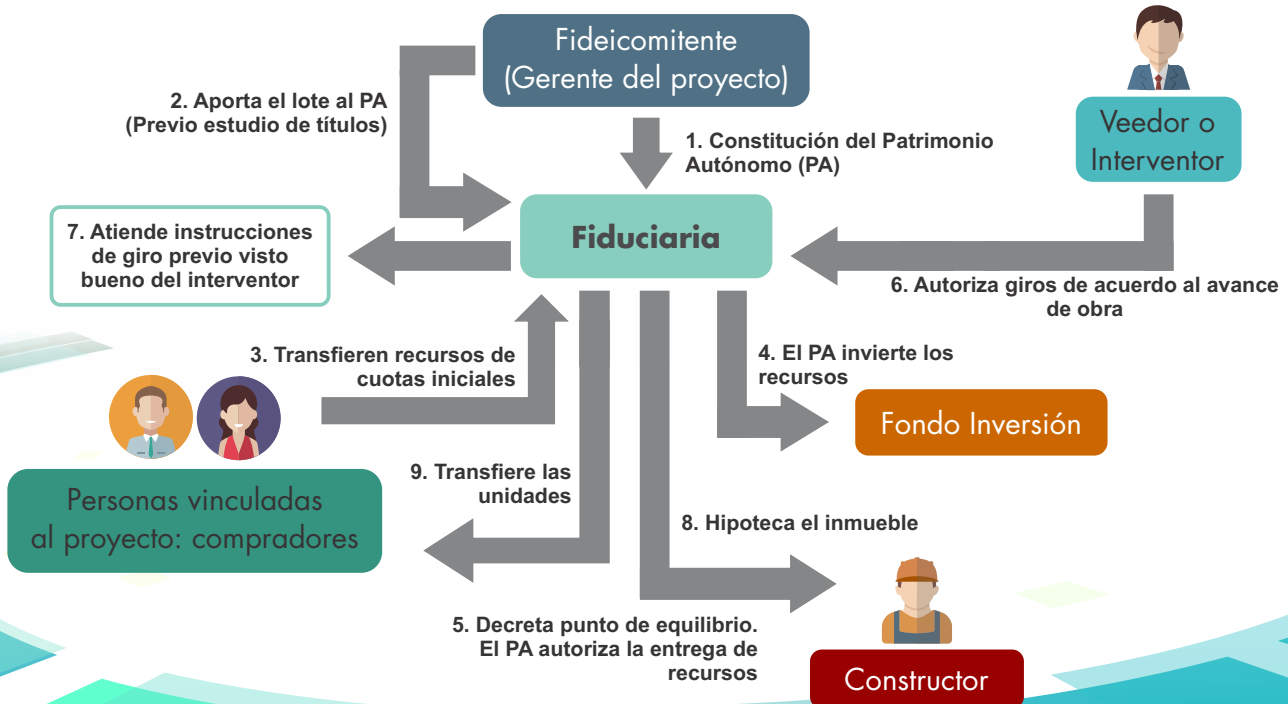 Fideicomitente
(Gerente del proyecto)
2. Aporta el lote al PA
(Previo estudio de títulos)
1. Constitución del Patrimonio
Autónomo (PA)
Veedor o
Interventor
7. Atiende instrucciones
de giro previo visto
bueno del interventor
Fiduciaria
6. Autoriza giros de acuerdo al avance
de obra
3. Transfieren recursos de
cuotas iniciales
4. El PA invierte los
recursos
Fondo Inversión
Personas vinculadas
al proyecto: compradores
9. Transfiere las
unidades
8. Hipoteca el inmueble
5. Decreta punto de equilibrio.
El PA autoriza la entrega de
recursos
Constructor